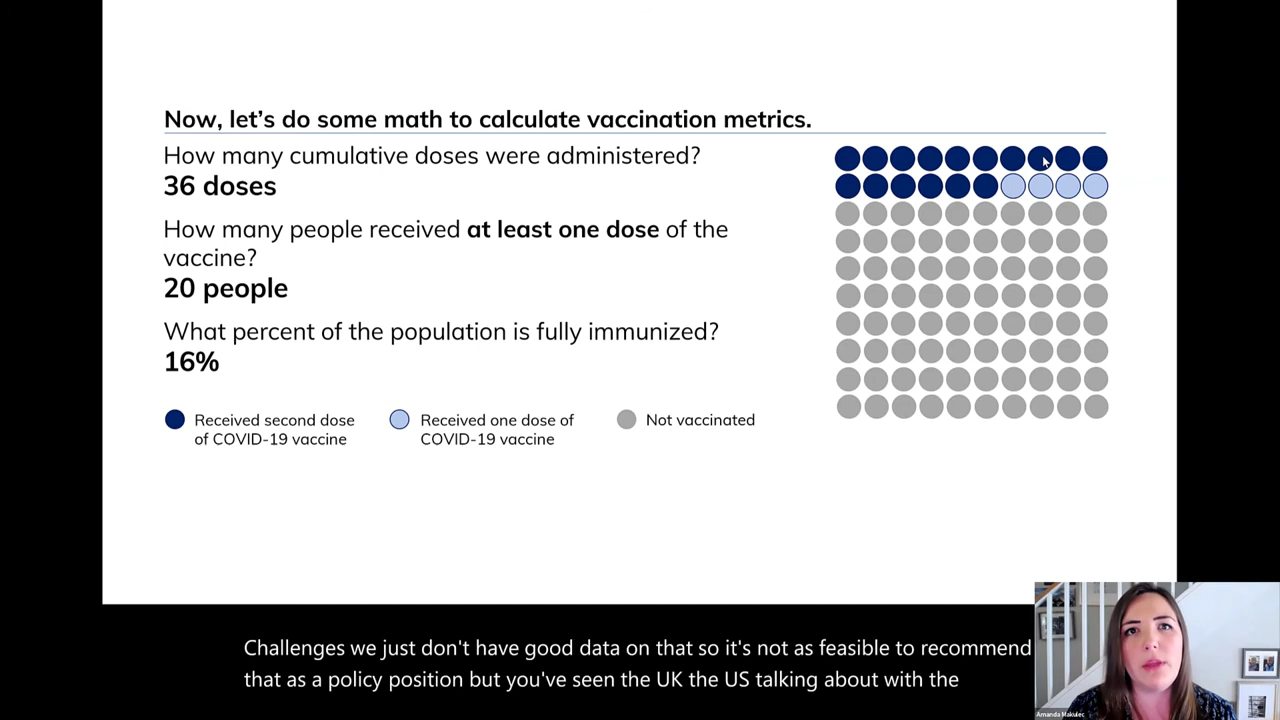 Now, let's do some math to calculate vaccination metrics.
How many cumulative doses were administered?
36 doses
How many people received at least one dose of the
vaccine?
20 people
What percent of the population is fully immunized?
16%
Received second dose
of COVID-19 vaccine
Received one dose of
COVID-19 vaccine
Not vaccinated
Challenges we just don't have good data on that so it's not as feasible to recommend
that as a policy position but you've seen the UK the US talking about with the
Amanda Makulec